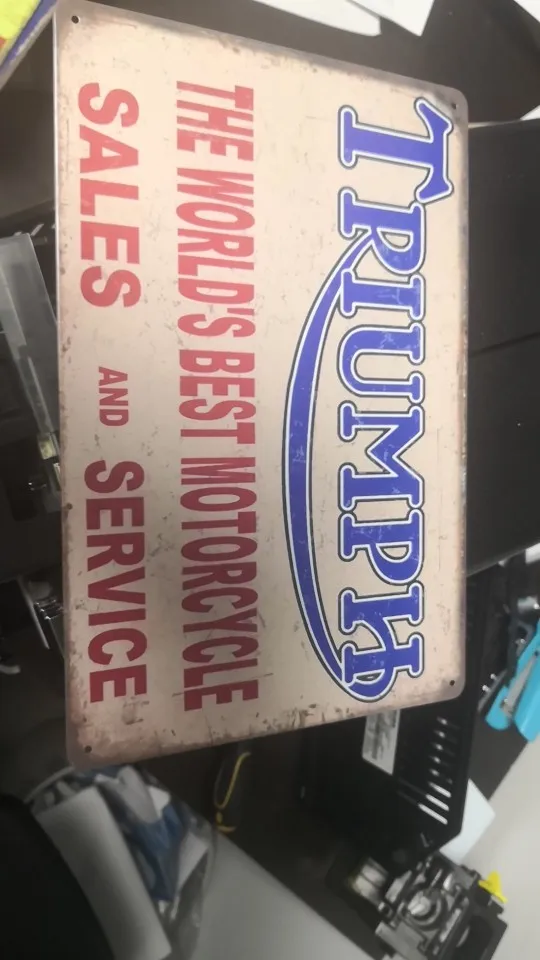 TRIUMPH
THE WORLD'S BEST MOTORCYCLE
SALES AND SERVICE